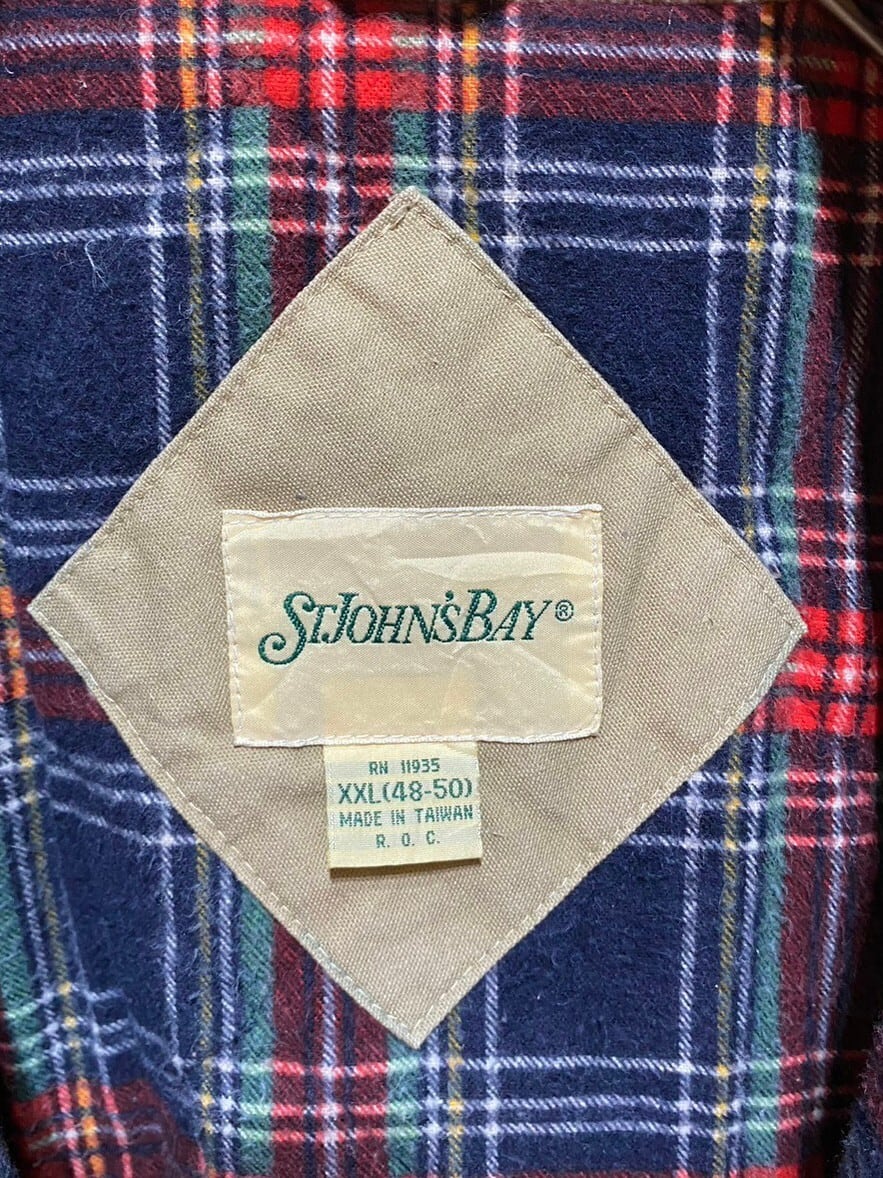 ST.JOHN'S BAY®
RN 11935
XXL(48-50)
MADE IN TAIWAN
R. O. C.